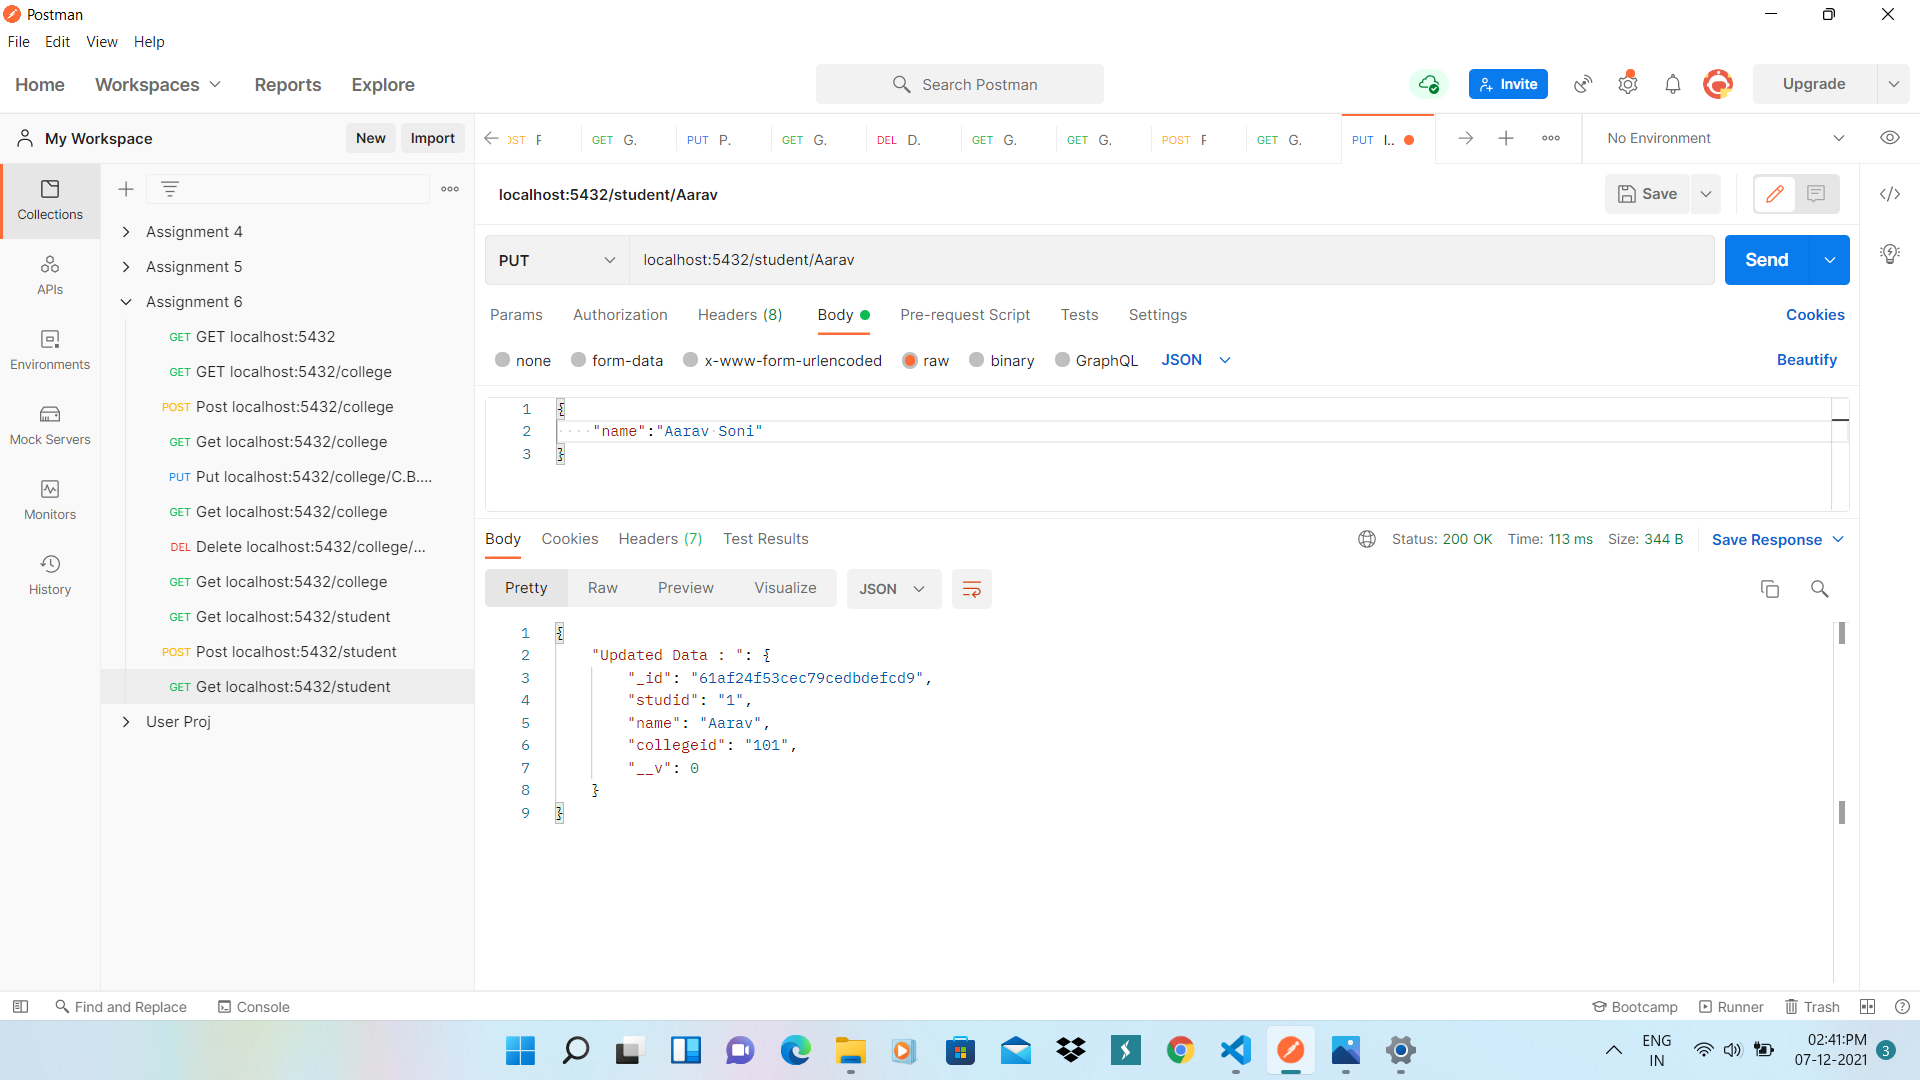 Postman
File Edit View Help
Home Workspaces Reports Explore
Search Postman
Invite
Upgrade
My Workspace
New Import
OST F
GET G.
PUT P.
GET G.
DEL D.
GET G.
GET G.
POST F
GET G.
PUT l..
No Environment
Collections
APIs
Environments
Mock Servers
Monitors
History
Assignment 4
Assignment 5
Assignment 6
GET GET localhost:5432
GET GET localhost:5432/college
POST Post localhost:5432/college
GET Get localhost:5432/college
PUT Put localhost:5432/college/C.B....
GET Get localhost:5432/college
DEL Delete localhost:5432/college/...
GET Get localhost:5432/college
GET Get localhost:5432/student
POST Post localhost:5432/student
GET Get localhost:5432/student
User Proj
localhost:5432/student/Aarav
Save
PUT localhost:5432/student/Aarav
Send
Params Authorization Headers (8) Body Pre-request Script Tests Settings
Cookies
none form-data x-www-form-urlencoded raw binary GraphQL JSON
Beautify
1 {
2 "name":"Aarav Soni"
3 }
Body Cookies Headers (7) Test Results
Status: 200 OK Time: 113 ms Size: 344 B Save Response
Pretty Raw Preview Visualize JSON
1 {
2 "Updated Data : ": {
3 "_id": "61af24f53cec79cedbdefcd9",
4 "studid": "1",
5 "name": "Aarav",
6 "collegeid": "101",
7 "__v": 0
8 }
9 }
Find and Replace Console
Bootcamp Runner Trash
ENG
IN
02:41PM
07-12-2021
3